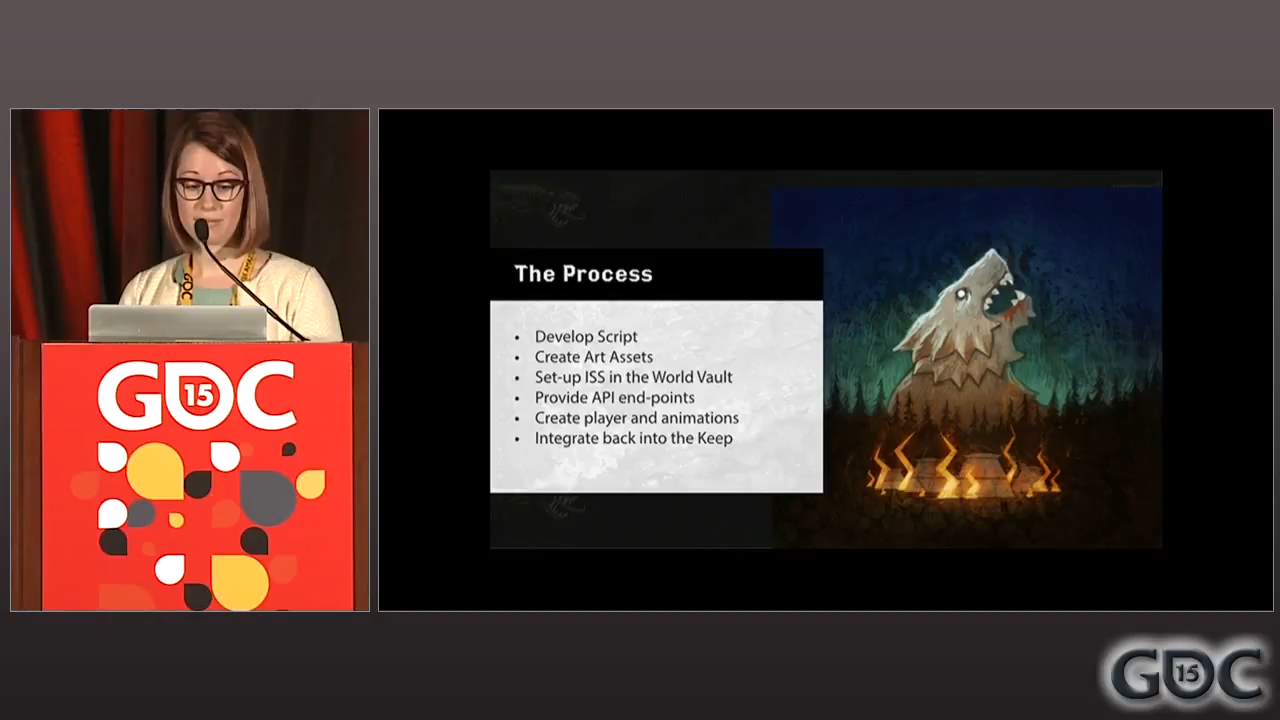 GDC
15
The Process
• Develop Script
• Create Art Assets
• Set-up ISS in the World Vault
• Provide API end-points
• Create player and animations
• Integrate back into the Keep
GDC
15